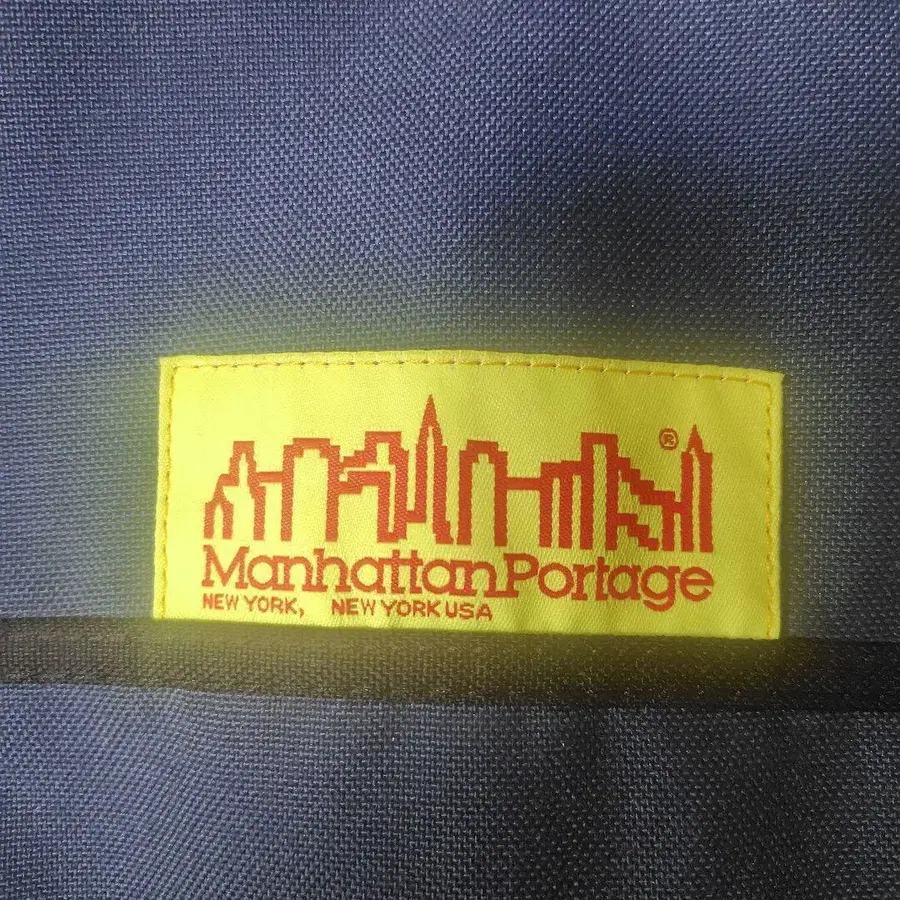 ®
ManhattanPortage
NEW YORK, NEW YORK USA